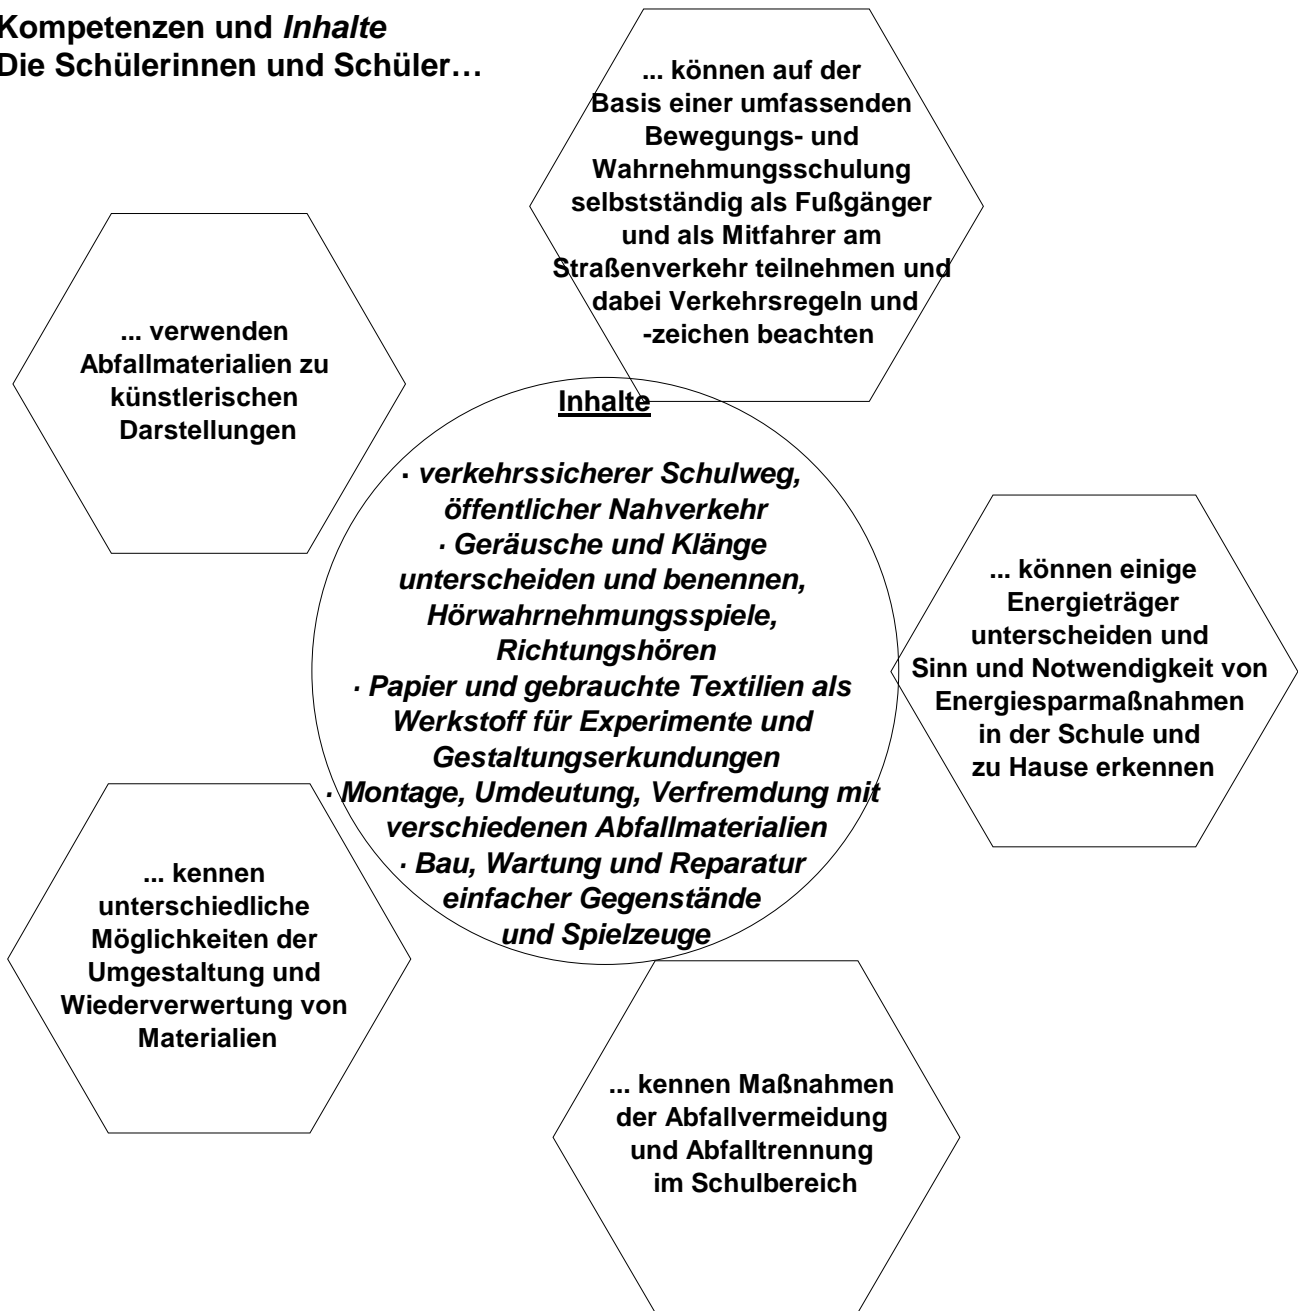 Kompetenzen und Inhalte
Die Schülerinnen und Schüler…
... können auf der
Basis einer umfassenden
Bewegungs- und
Wahrnehmungsschulung
selbstständig als Fußgänger
und als Mitfahrer am
Straßenverkehr teilnehmen und
dabei Verkehrsregeln und
-zeichen beachten
... verwenden
Abfallmaterialien zu
künstlerischen
Darstellungen
Inhalte
· verkehrssicherer Schulweg,
öffentlicher Nahverkehr
· Geräusche und Klänge
unterscheiden und benennen,
Hörwahrnehmungsspiele,
Richtungshören
· Papier und gebrauchte Textilien als
Werkstoff für Experimente und
Gestaltungserkundungen
· Montage, Umdeutung, Verfremdung mit
verschiedenen Abfallmaterialien
· Bau, Wartung und Reparatur
einfacher Gegenstände
und Spielzeuge
... können einige
Energieträger
unterscheiden und
Sinn und Notwendigkeit von
Energiesparmaßnahmen
in der Schule und
zu Hause erkennen
... kennen
unterschiedliche
Möglichkeiten der
Umgestaltung und
Wiederverwertung von
Materialien
... kennen Maßnahmen
der Abfallvermeidung
und Abfalltrennung
im Schulbereich